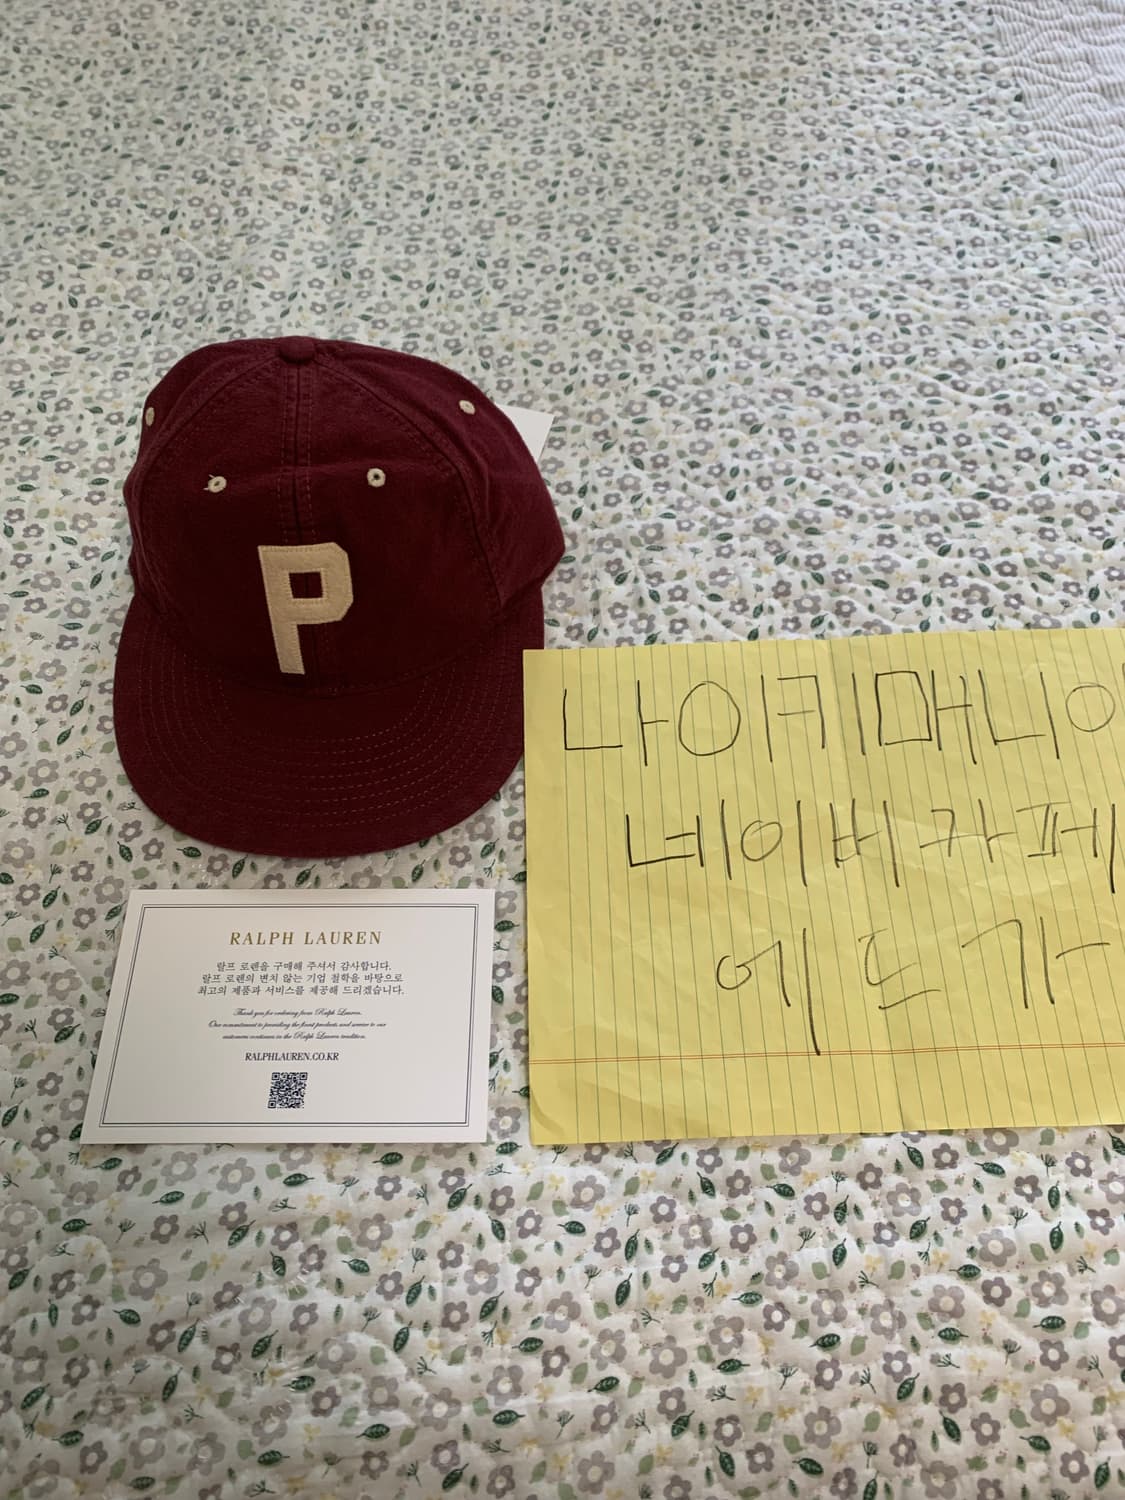 P
나이키매니아
네이버카페
에드가
RALPH LAUREN
랄프 로렌을 구매해 주셔서 감사합니다.
랄프 로렌의 변치 않는 기업 철학을 바탕으로
최고의 제품과 서비스를 제공해 드리겠습니다.
Thank you for ordering from Ralph Lauren.
Our commitment to providing the finest products and service to our
customers continues in the Ralph Lauren tradition.
RALPHLAUREN.CO.KR